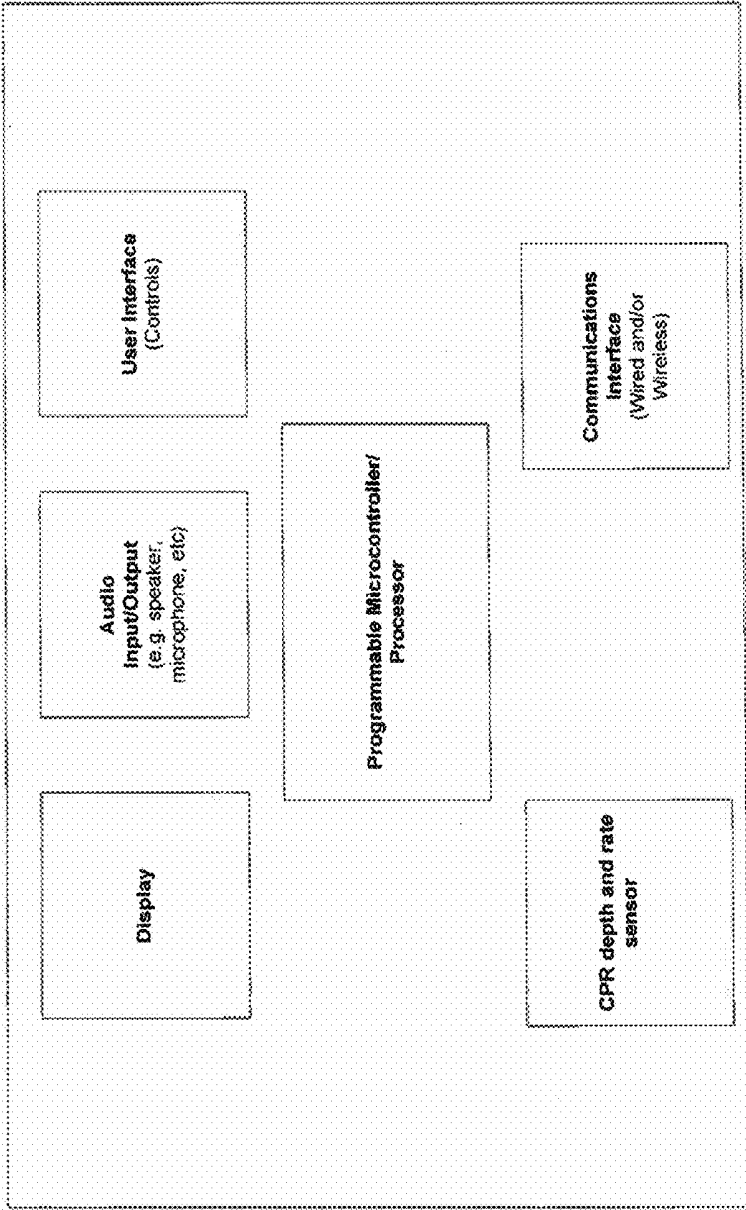 Display
Audio
Input/Output
(e.g. speaker,
microphone, etc)
User Interface
(Controls)
Programmable Microcontroller/
Processor
CPR depth and rate
sensor
Communications
Interface
(Wired and/or
Wireless)